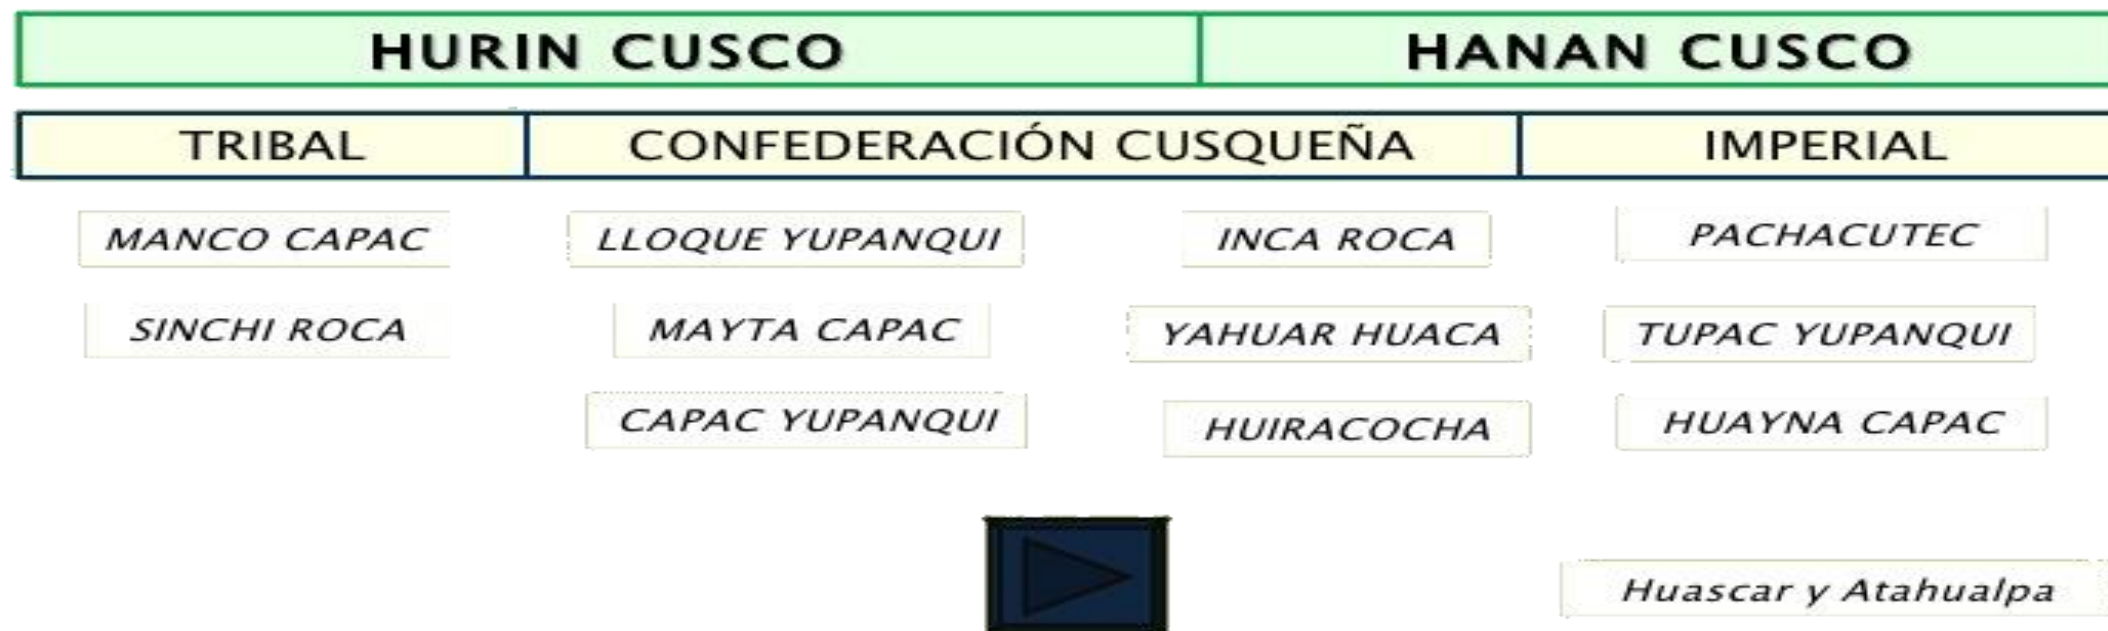 HURIN CUSCO
HANAN CUSCO
TRIBAL
CONFEDERACIÓN CUSQUEÑA
IMPERIAL
MANCO CAPAC
LLOQUE YUPANQUI
INCA ROCA
PACHACUTEC
SINCHI ROCA
MAYTA CAPAC
YAHUAR HUACA
TUPAC YUPANQUI
CAPAC YUPANQUI
HUIRACOCHA
HUAYNA CAPAC
Huascar y Atahualpa